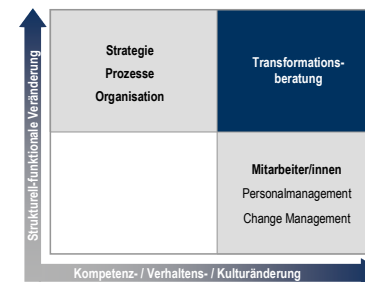 Strukturell-funktionale Veränderung
Strategie
Prozesse
Organisation
Transformations-
beratung
Mitarbeiter/innen
Personalmanagement
Change Management
Kompetenz- / Verhaltens- / Kulturänderung